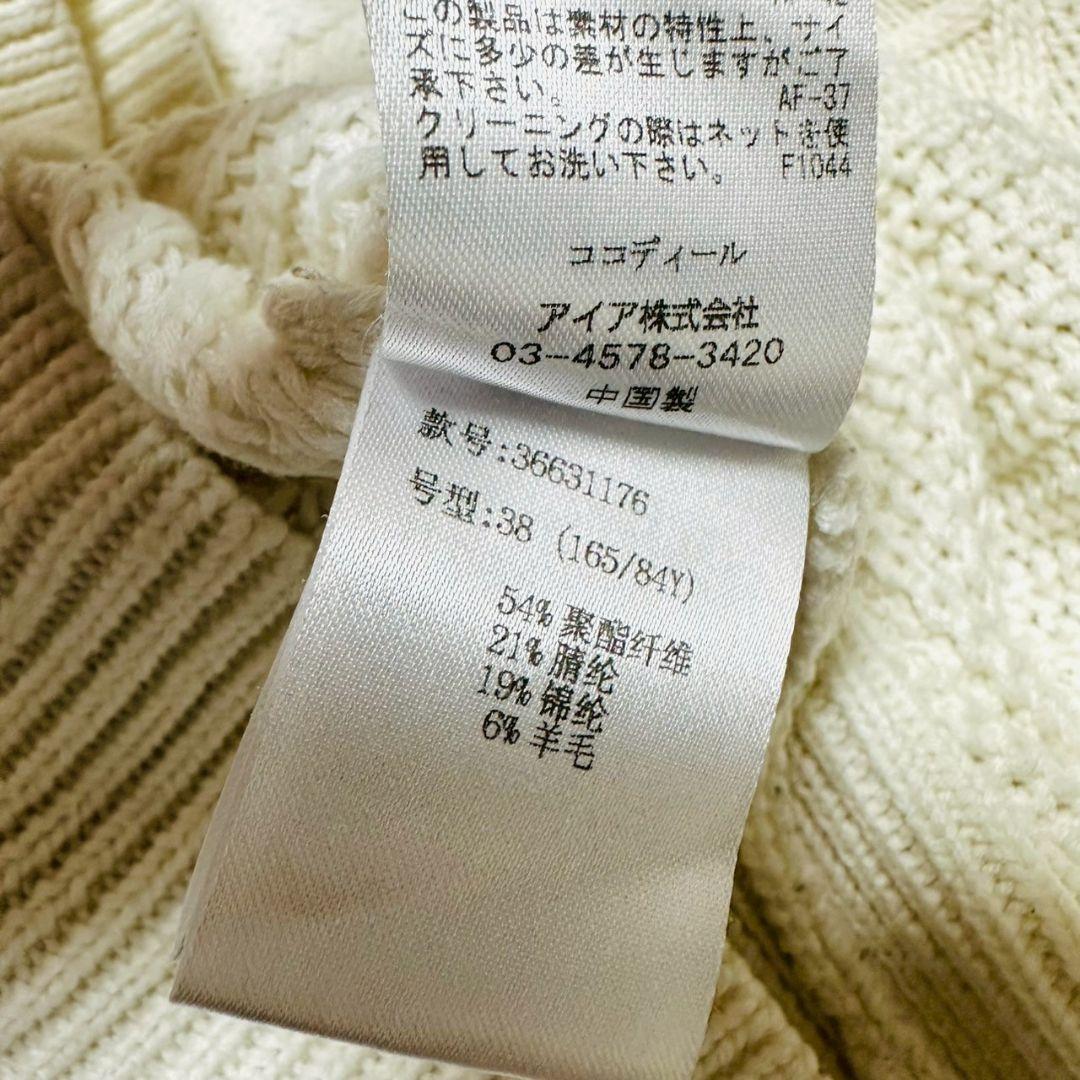 この製品は素材の特性上、サイ
ズに多少の差が生じますがご了
承下さい。 AF-37
クリーニングの際はネットを使
用してお洗い下さい。 F1044
ココディール
アイア株式会社
03-4578-3420
中国製
款号:36631176
号型:38 (165/84Y)
54% 聚酯纤维
21% 腈纶
19% 锦纶
6% 羊毛